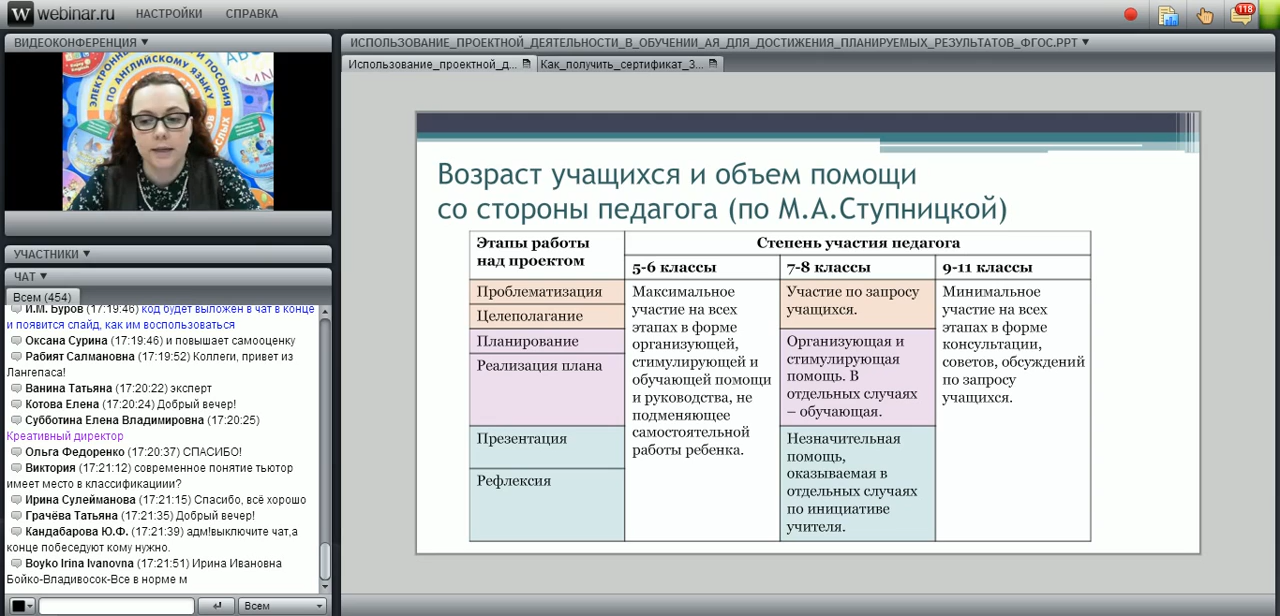 W webinar.ru
НАСТРОЙКИ
СПРАВКА
118
ВИДЕОКОНФЕРЕНЦИЯ
ЭЛЕКТРОННЫЕ
ПОСОБИЯ
ПО АНГЛИЙСКОМУ ЯЗЫКУ
УЧАСТНИКИ
ЧАТ
Всем (454)
И.М. Буров (17:19:46) код будет выложен в чат в конце
и появится слайд, как им воспользоваться
Оксана Сурина (17:19:46) и повышает самооценку
Рабият Салмановна (17:19:52) Коллеги, привет из
Лангепаса!
Ванина Татьяна (17:20:22) эксперт
Котова Елена (17:20:24) Добрый вечер!
Субботина Елена Владимировна (17:20:25)
Креативный директор
Ольга Федоренко (17:20:37) СПАСИБО!
Виктория (17:21:12) современное понятие тьютор
имеет место в классификациии?
Ирина Сулейманова (17:21:15) Спасибо, всё хорошо
Грачёва Татьяна (17:21:35) Добрый вечер!
Кандабарова Ю.Ф. (17:21:39) адм!выключите чат,а
конце побеседуют кому нужно.
Boyko Irina Ivanovna (17:21:51) Ирина Ивановна
Бойко-Владивосок-Все в норме м
Всем
ИСПОЛЬЗОВАНИЕ_ПРОЕКТНОЙ_ДЕЯТЕЛЬНОСТИ_В_ОБУЧЕНИИ_АЯ_ДЛЯ_ДОСТИЖЕНИЯ_ПЛАНИРУЕМЫХ_РЕЗУЛЬТАТОВ_ФГОС.PPT
Использование_проектной_д...
Как_получить_сертификат_3...
Возраст учащихся и объем помощи
со стороны педагога (по М.А.Ступницкой)
Этапы работы
над проектом
Степень участия педагога
5-6 классы
7-8 классы
9-11 классы
Проблематизация
Целеполагание
Планирование
Реализация плана
Презентация
Рефлексия
Максимальное
участие на всех
этапах в форме
организующей,
стимулирующей и
обучающей помощи
и руководства, не
подменяющее
самостоятельной
работы ребенка.
Участие по запросу
учащихся.
Организующая и
стимулирующая
помощь. В
отдельных случаях
– обучающая.
Незначительная
помощь,
оказываемая в
отдельных случаях
по инициативе
учителя.
Минимальное
участие на всех
этапах в форме
консультации,
советов, обсуждений
по запросу
учащихся.